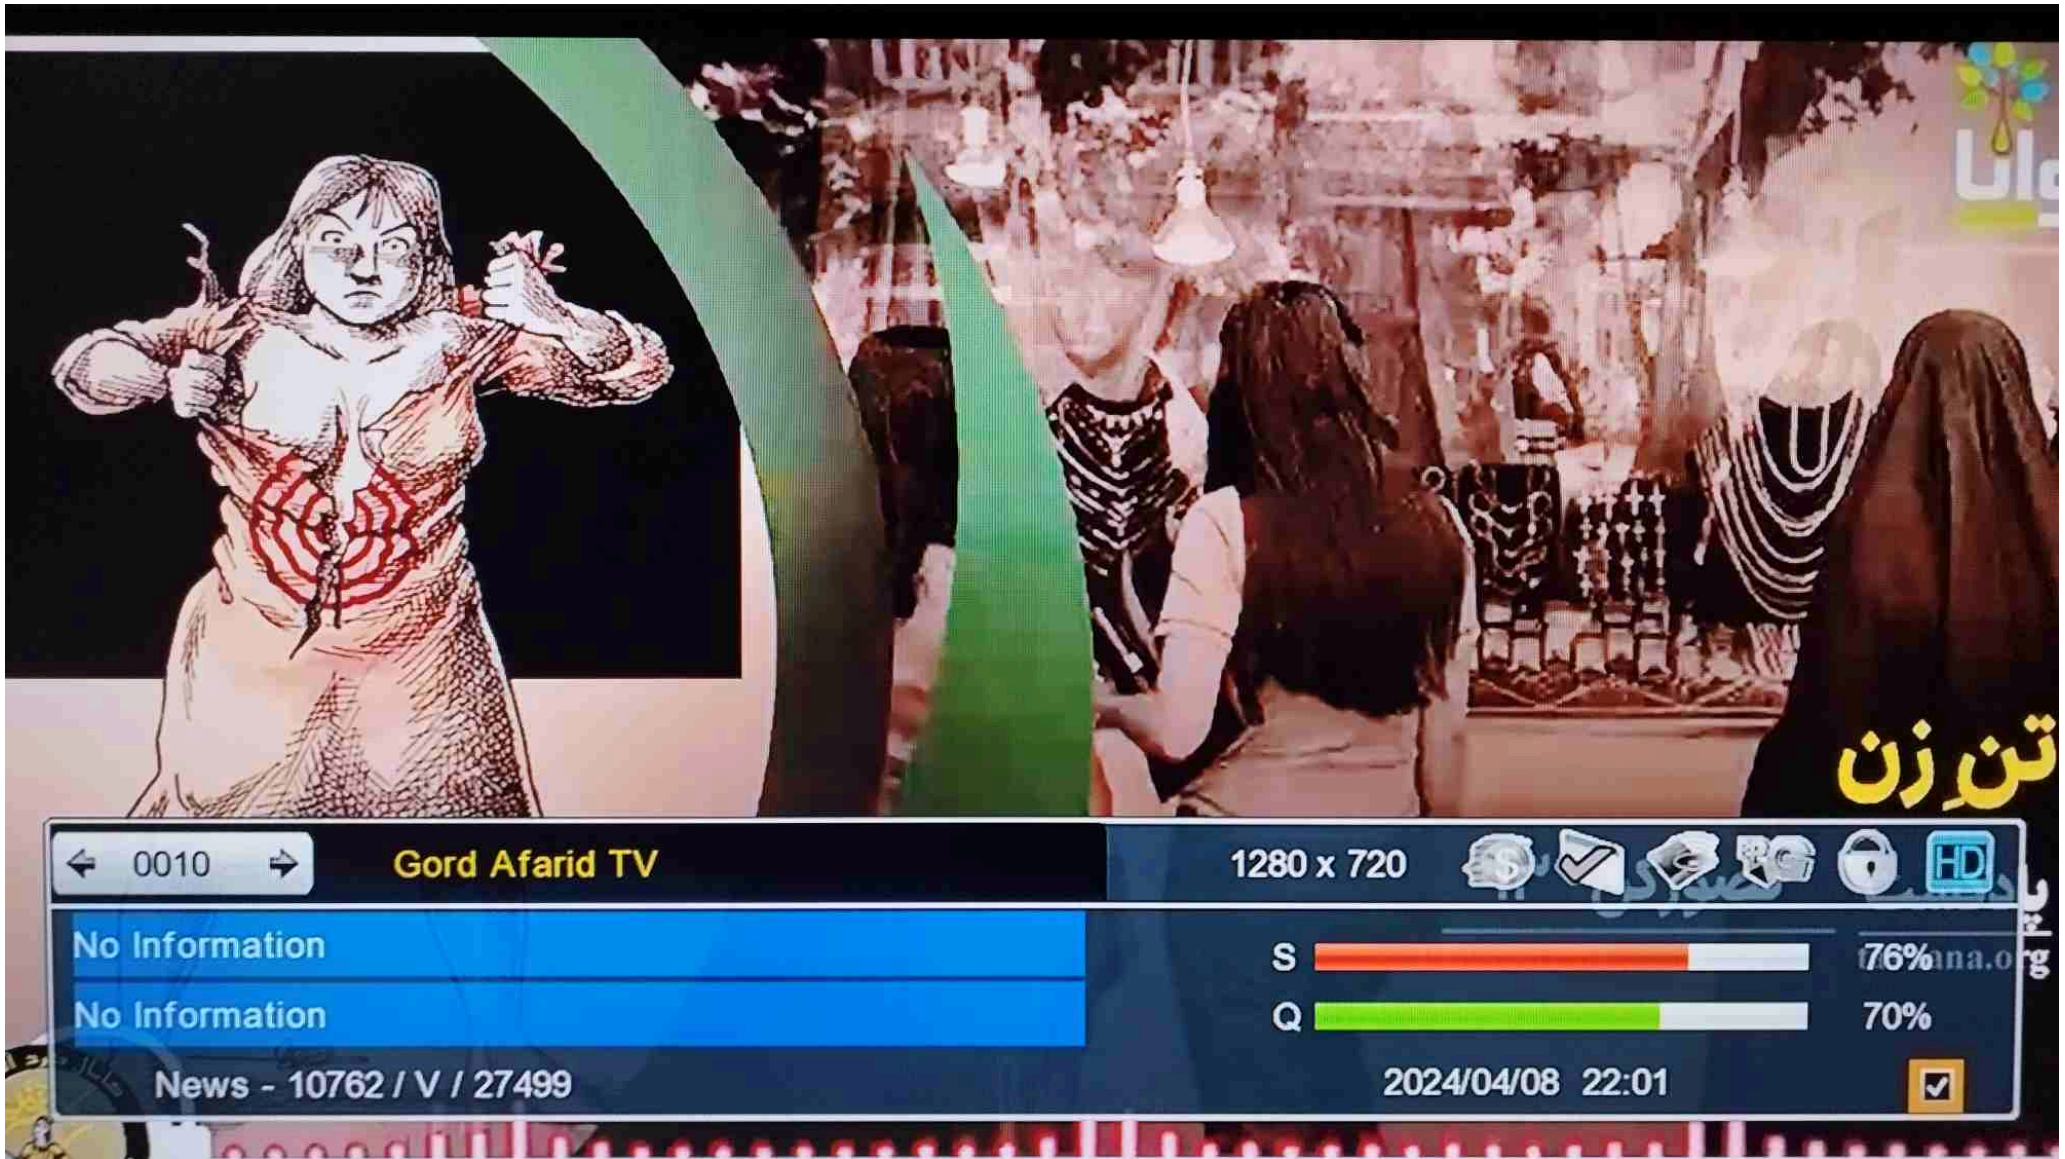 تنِ زن
0010
Gord Afarid TV
1280 x 720
HD
No Information
S
76%
No Information
Q
70%
News - 10762 / V / 27499
2024/04/08 22:01